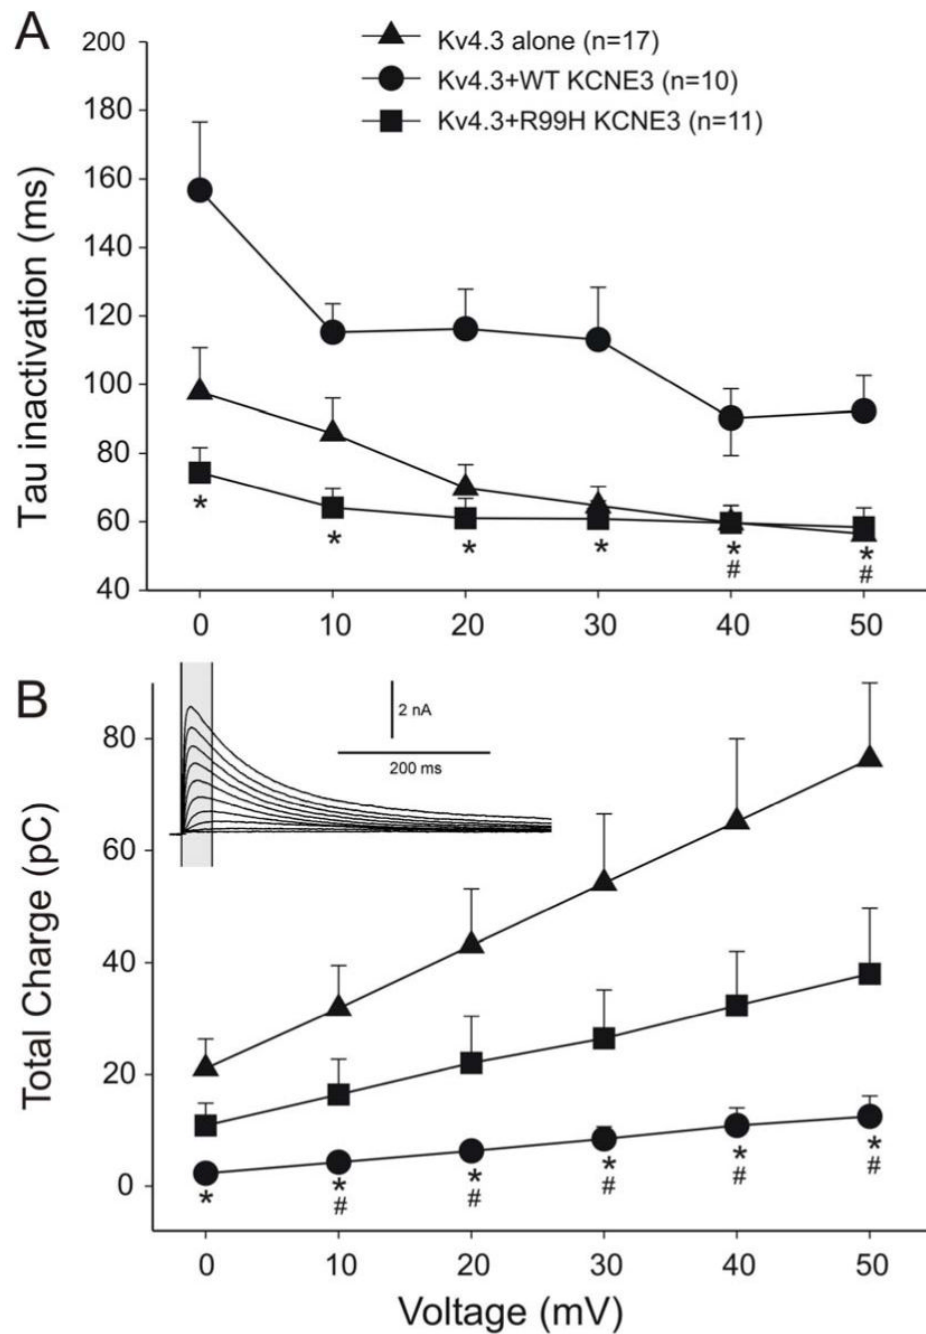 A
Kv4.3 alone (n=17)
Kv4.3+WT KCNE3 (n=10)
Kv4.3+R99H KCNE3 (n=11)
Tau inactivation (ms)
200
180
160
140
120
100
80
60
40
* * * * * *
# #
0 10 20 30 40 50
B
2 nA
200 ms
Total Charge (pC)
80
60
40
20
0
* * * * * *
# # # # #
0 10 20 30 40 50
Voltage (mV)